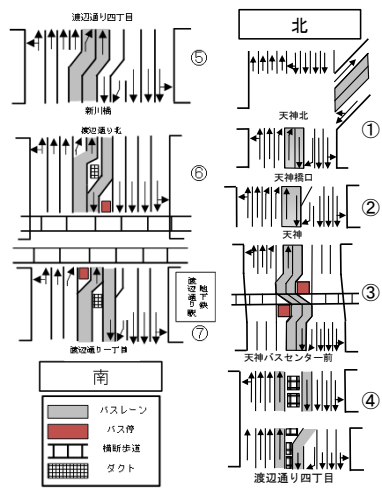 渡辺通り四丁目
⑤
新川橋
渡辺通り北
⑥
地下鉄
渡辺通り駅
⑦
渡辺通り一丁目
南
バスレーン
バス停
横断歩道
ダクト
北
天神北
①
天神橋口
②
天神
③
天神バスセンター前
④
渡辺通り四丁目